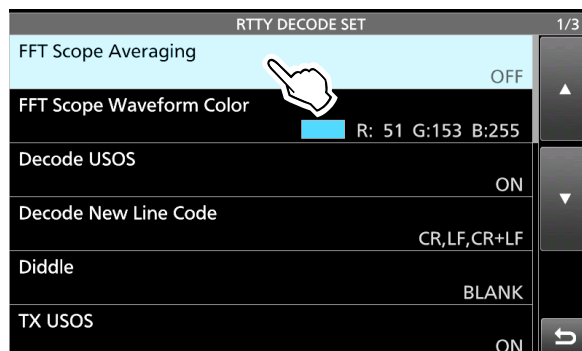 RTTY DECODE SET 1/3
FFT Scope Averaging
OFF
FFT Scope Waveform Color
R: 51 G:153 B:255
Decode USOS
ON
Decode New Line Code
CR,LF,CR+LF
Diddle
BLANK
TX USOS
ON